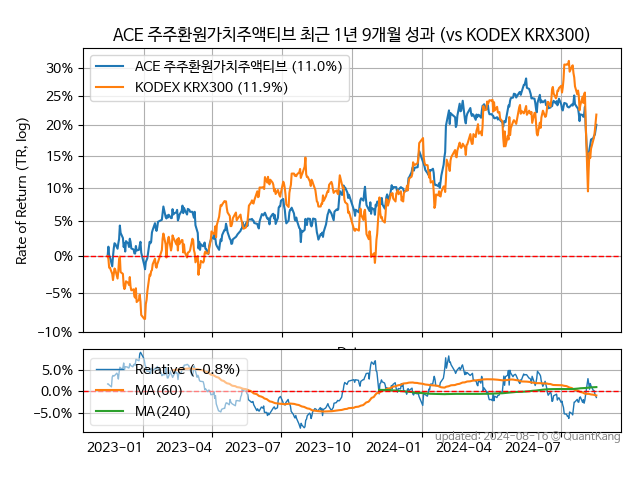 ACE 주주환원가치주액티브 최근 1년 9개월 성과 (vs KODEX KRX300)
ACE 주주환원가치주액티브 (11.0%)
KODEX KRX300 (11.9%)
Rate of Return (TR, log)
30%
25%
20%
15%
10%
5%
0%
−5%
−10%
Relative (−0.8%)
MA(60)
MA(240)
5.0%
0.0%
−5.0%
2023-01 2023-04 2023-07 2023-10 2024-01 2024-04 2024-07
updated: 2024-08-16 © QuantKang